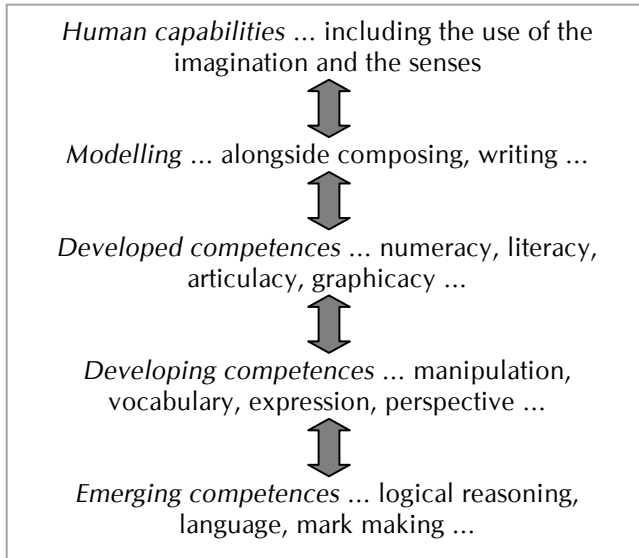 Human capabilities ... including the use of the
imagination and the senses
Modelling ... alongside composing, writing ...
Developed competences ... numeracy, literacy,
articulacy, graphicacy ...
Developing competences ... manipulation,
vocabulary, expression, perspective ...
Emerging competences ... logical reasoning,
language, mark making ...